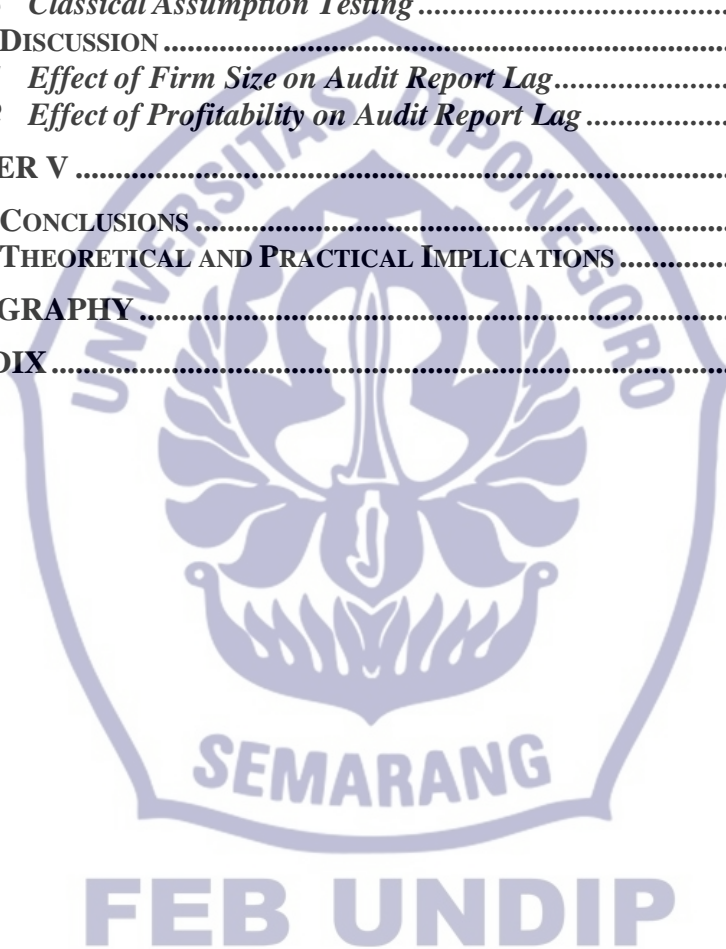 Classical Assumption Testing ................................
DISCUSSION ................................
Effect of Firm Size on Audit Report Lag ................................
Effect of Profitability on Audit Report Lag ................................
ER V ................................
CONCLUSIONS ................................
THEORETICAL AND PRACTICAL IMPLICATIONS ................................
GRAPHY ................................
DIX ................................
UNIVERSITAS DIPONEGORO
SEMARANG
FEB UNDIP